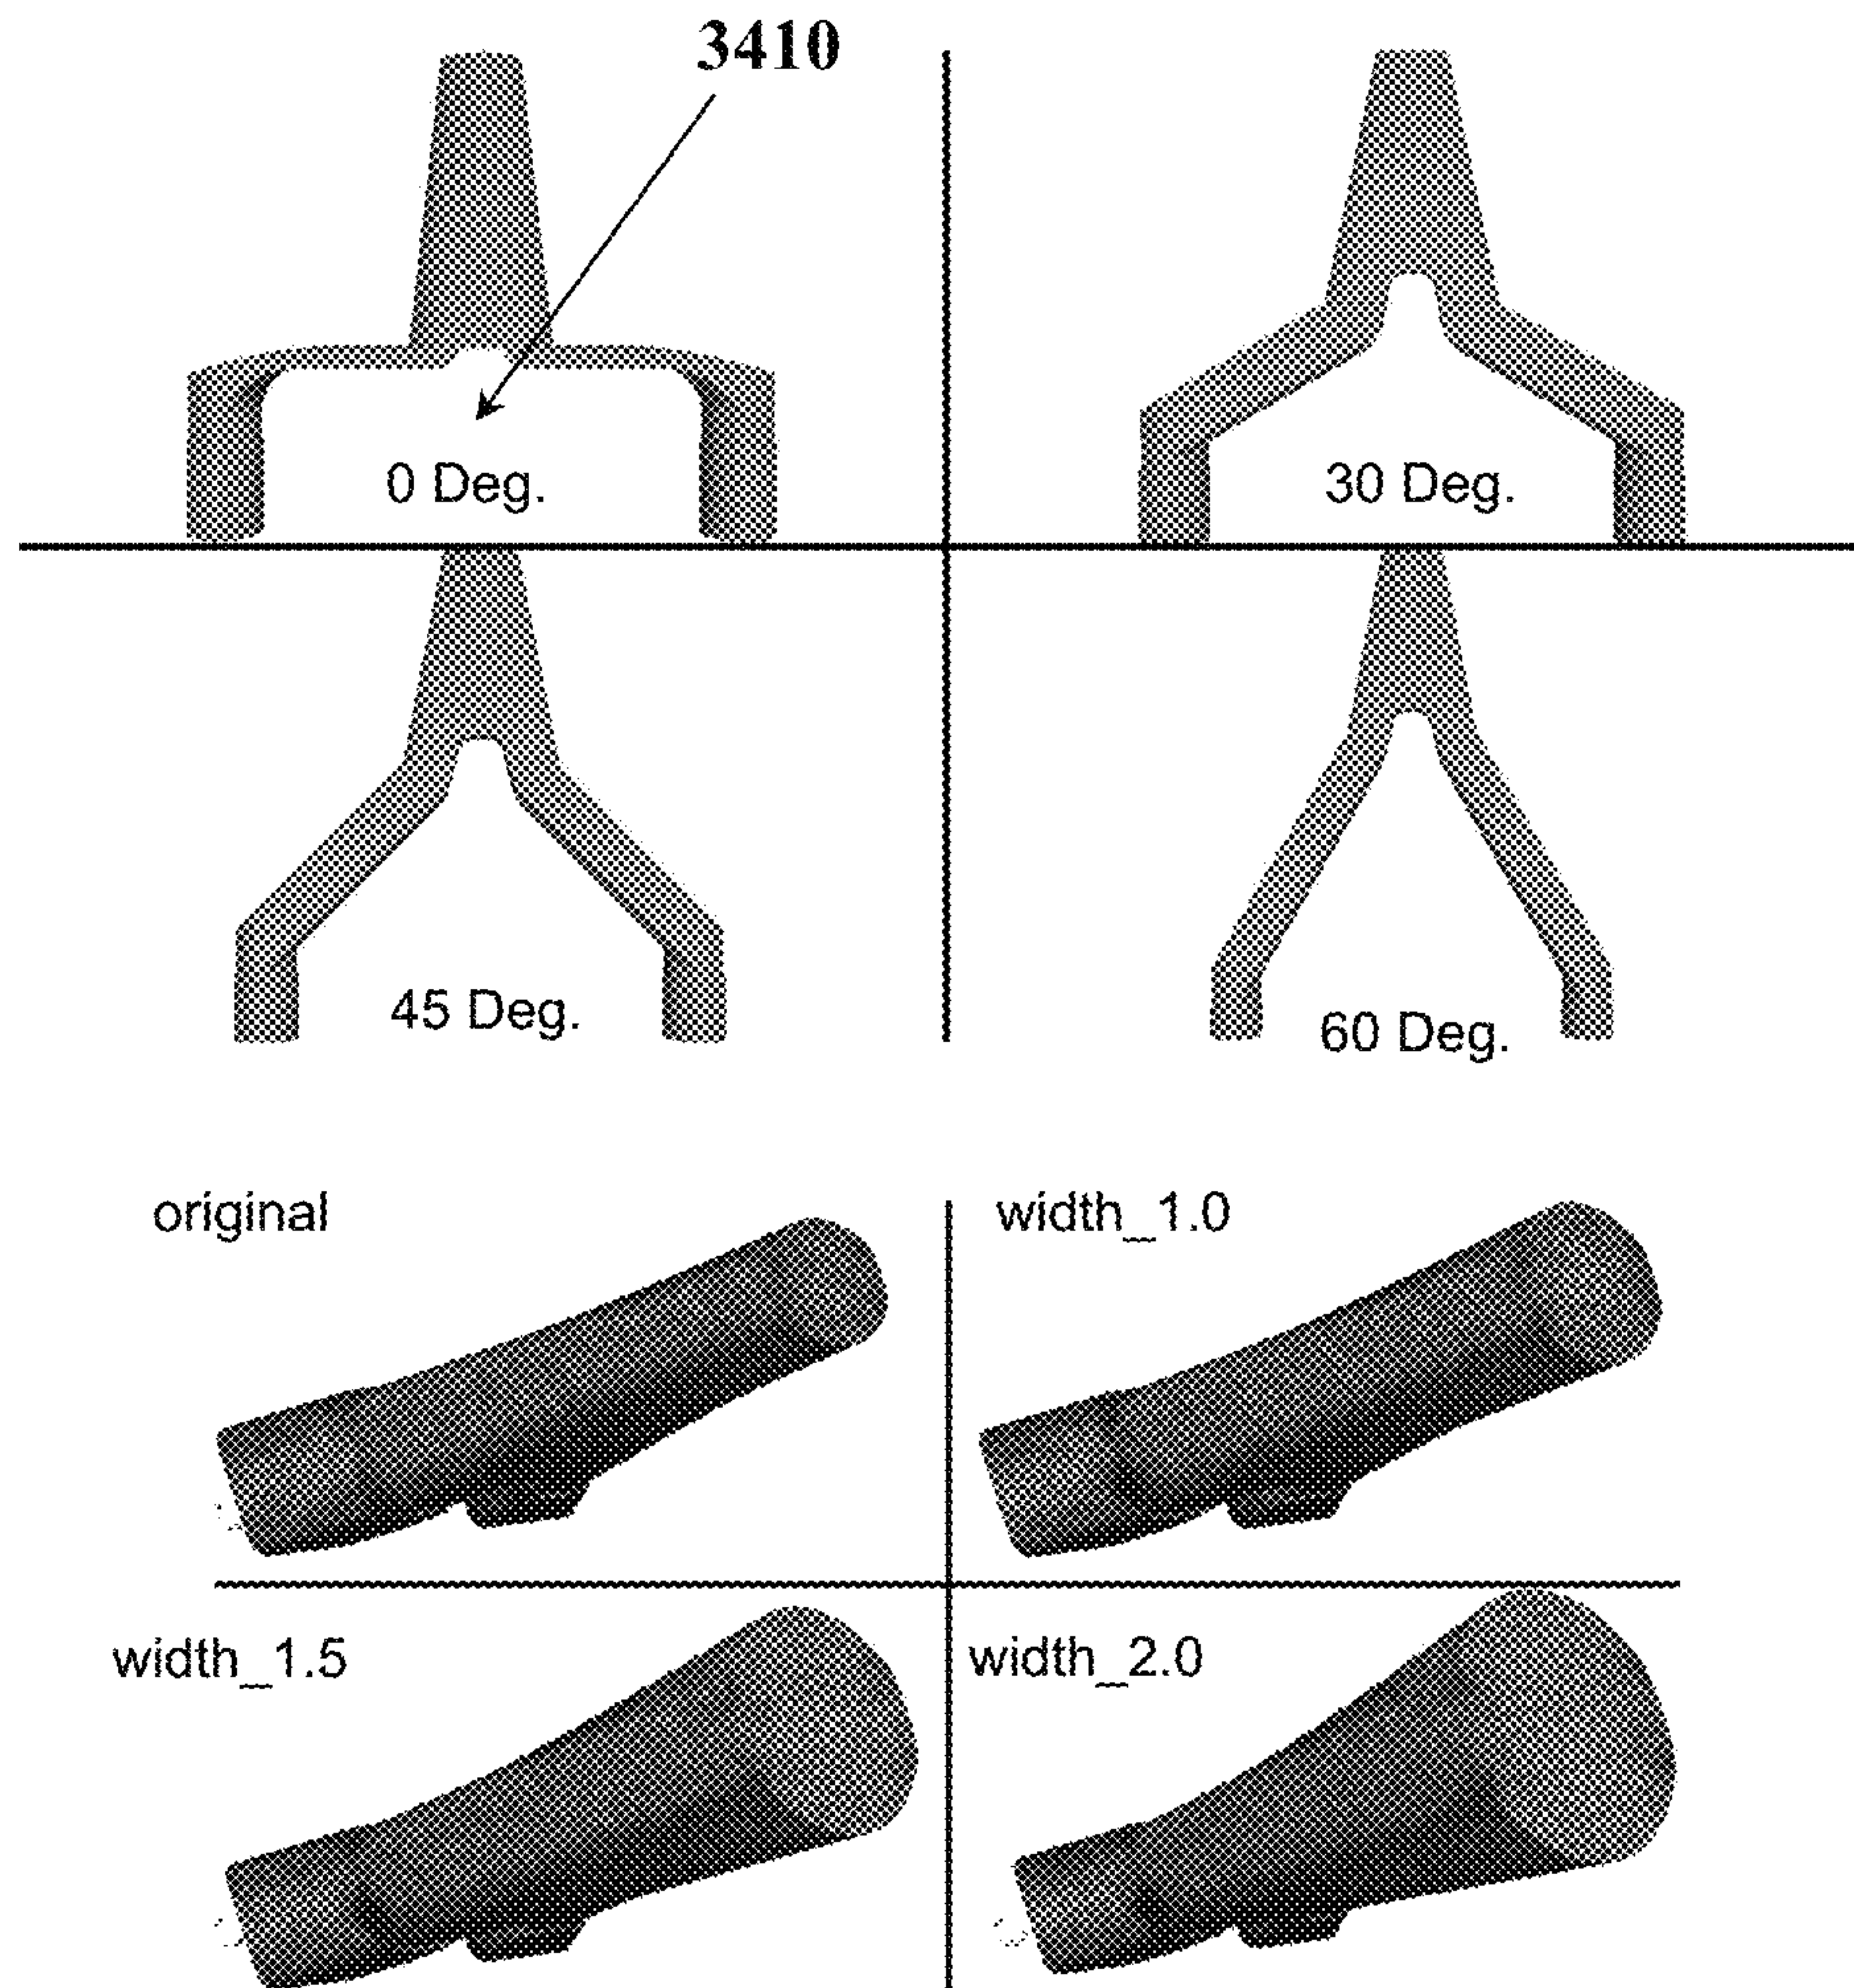 3410
0 Deg.
30 Deg.
45 Deg.
60 Deg.
original
width_1.0
width_1.5
width_2.0